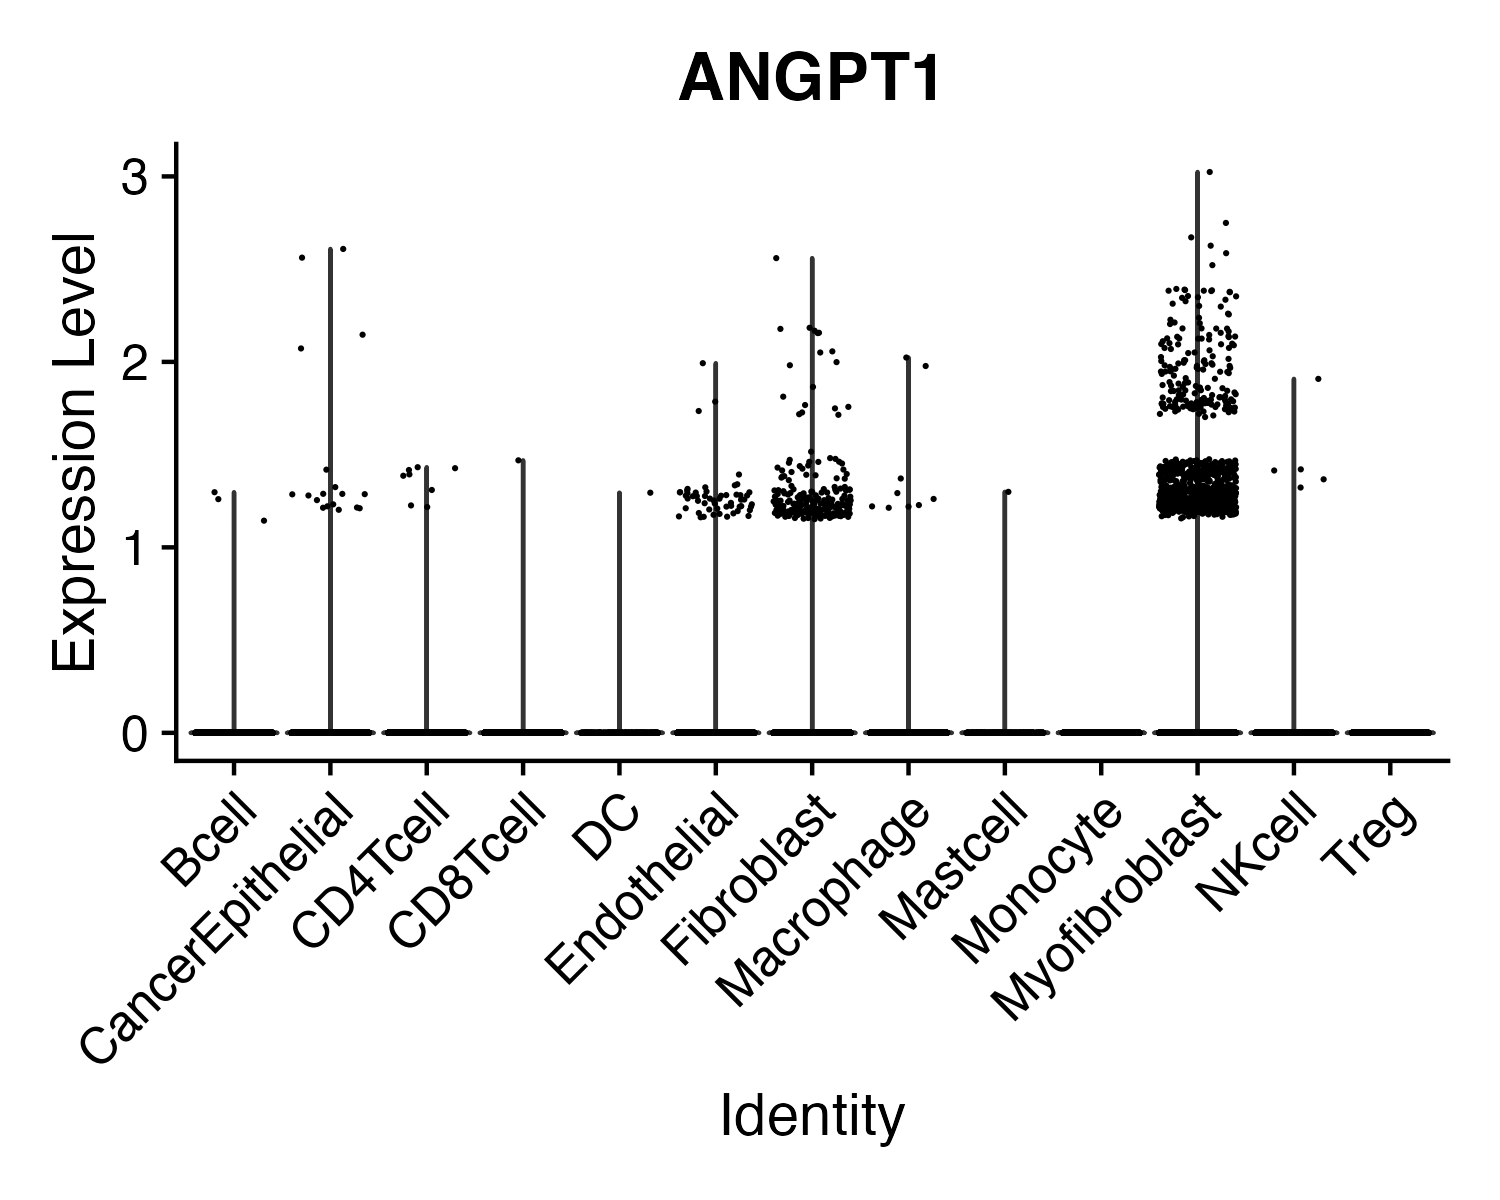 ANGPT1
Expression Level
3
2
1
0
Bcell
CancerEpithelial
CD4Tcell
CD8Tcell
DC
Endothelial
Fibroblast
Macrophage
Mastcell
Monocyte
Myofibroblast
NKcell
Treg
Identity